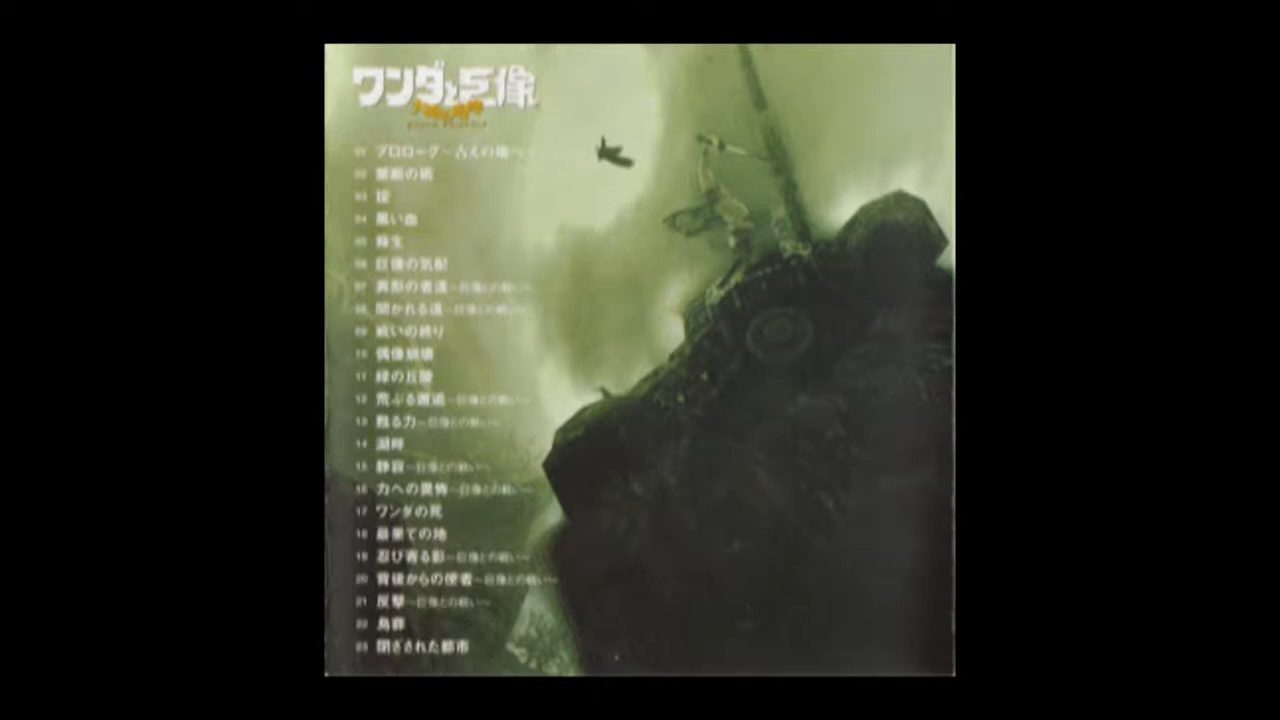 ワンダと巨像
大地の咆哮
01 プロローグ～古えの地へ～
02 禁断の術
03 掟
04 黒い血
05 蘇生
06 巨像の気配
07 異形の者達～巨像との戦い～
08 開かれる道～巨像との戦い～
09 戦いの終り
10 偶像崩壊
11 緑の丘陵
12 荒ぶる邂逅～巨像との戦い～
13 甦る力～巨像との戦い～
14 湖畔
15 静寂～巨像との戦い～
16 力への畏怖～巨像との戦い～
17 ワンダの死
18 最果ての地
19 忍び寄る影～巨像との戦い～
20 背後からの使者～巨像との戦い～
21 反撃～巨像との戦い～
22 鳥葬
23 閉ざされた都市